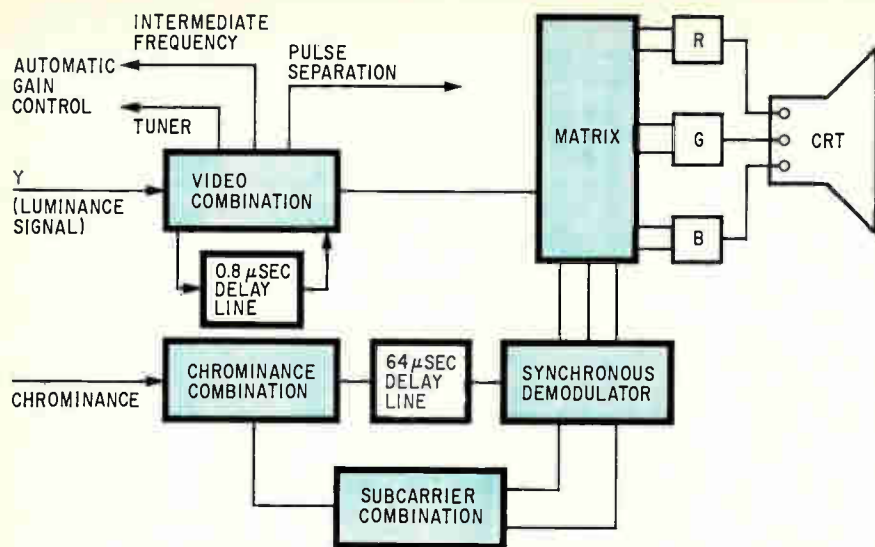 INTERMEDIATE
FREQUENCY
AUTOMATIC
GAIN
CONTROL
TUNER
PULSE
SEPARATION
Y
(LUMINANCE
SIGNAL)
VIDEO
COMBINATION
0.8 μSEC
DELAY
LINE
MATRIX
R
G
B
CRT
CHROMINANCE
CHROMINANCE
COMBINATION
64 μSEC
DELAY
LINE
SYNCHRONOUS
DEMODULATOR
SUBCARRIER
COMBINATION